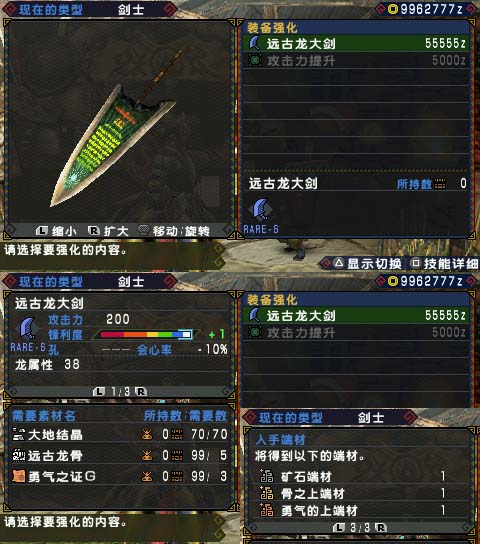 现在的类型 剑士
9962777z
装备强化
远古龙大剑 55555z
攻击力提升 5000z
远古龙大剑 所持数 0
RARE-6
L 缩小 R 扩大 移动/旋转
请选择要强化的内容。
△显示切换 □技能详细
现在的类型 剑士
9962777z
远古龙大剑
攻击力 200
锋利度 +1
RARE-6 孔 --- 会心率 -10%
龙属性 38
L 1/3 R
装备强化
远古龙大剑 55555z
攻击力提升 5000z
需要素材名 所持数/需要数
大地结晶 0 70/70
远古龙骨 0 99/ 5
勇气之证G 0 99/ 3
请选择要强化的内容。
现在的类型 剑士
入手端材
将得到以下的端材。
矿石端材 1
骨之上端材 1
勇气的上端材 1
L 3/3 R